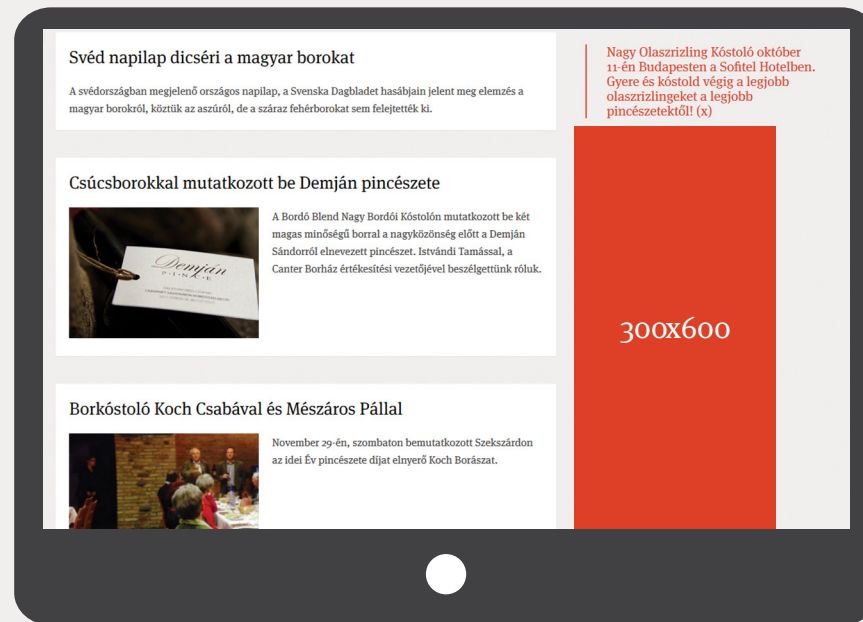 Svéd napilap dicséri a magyar borokat
A svédországban megjelenő országos napilap, a Svenska Dagbladet hasábjain jelent meg elemzés a
magyar borokról, köztük az aszúról, de a száraz fehérborokat sem felejtették ki.
Csúcsborokkal mutatkozott be Demján pincészete
Demján
PINCE
A Bordó Blend Nagy Bordói Kóstolón mutatkozott be két
magas minőségű borral a nagyközönség előtt a Demján
Sándorról elnevezett pincészet. Istvándi Tamással, a
Canter Borház értékesítési vezetőjével beszélgettünk róluk.
Borkóstoló Koch Csabával és Mészáros Pállal
November 29-én, szombaton bemutatkozott Szekszárdon
az idei Év pincészete díjat elnyerő Koch Borászat.
Nagy Olaszrizling Kóstoló október
11-én Budapesten a Sofitel Hotelben.
Gyere és kóstold végig a legjobb
olaszrizlingeket a legjobb
pincészetektől! (x)
300x600